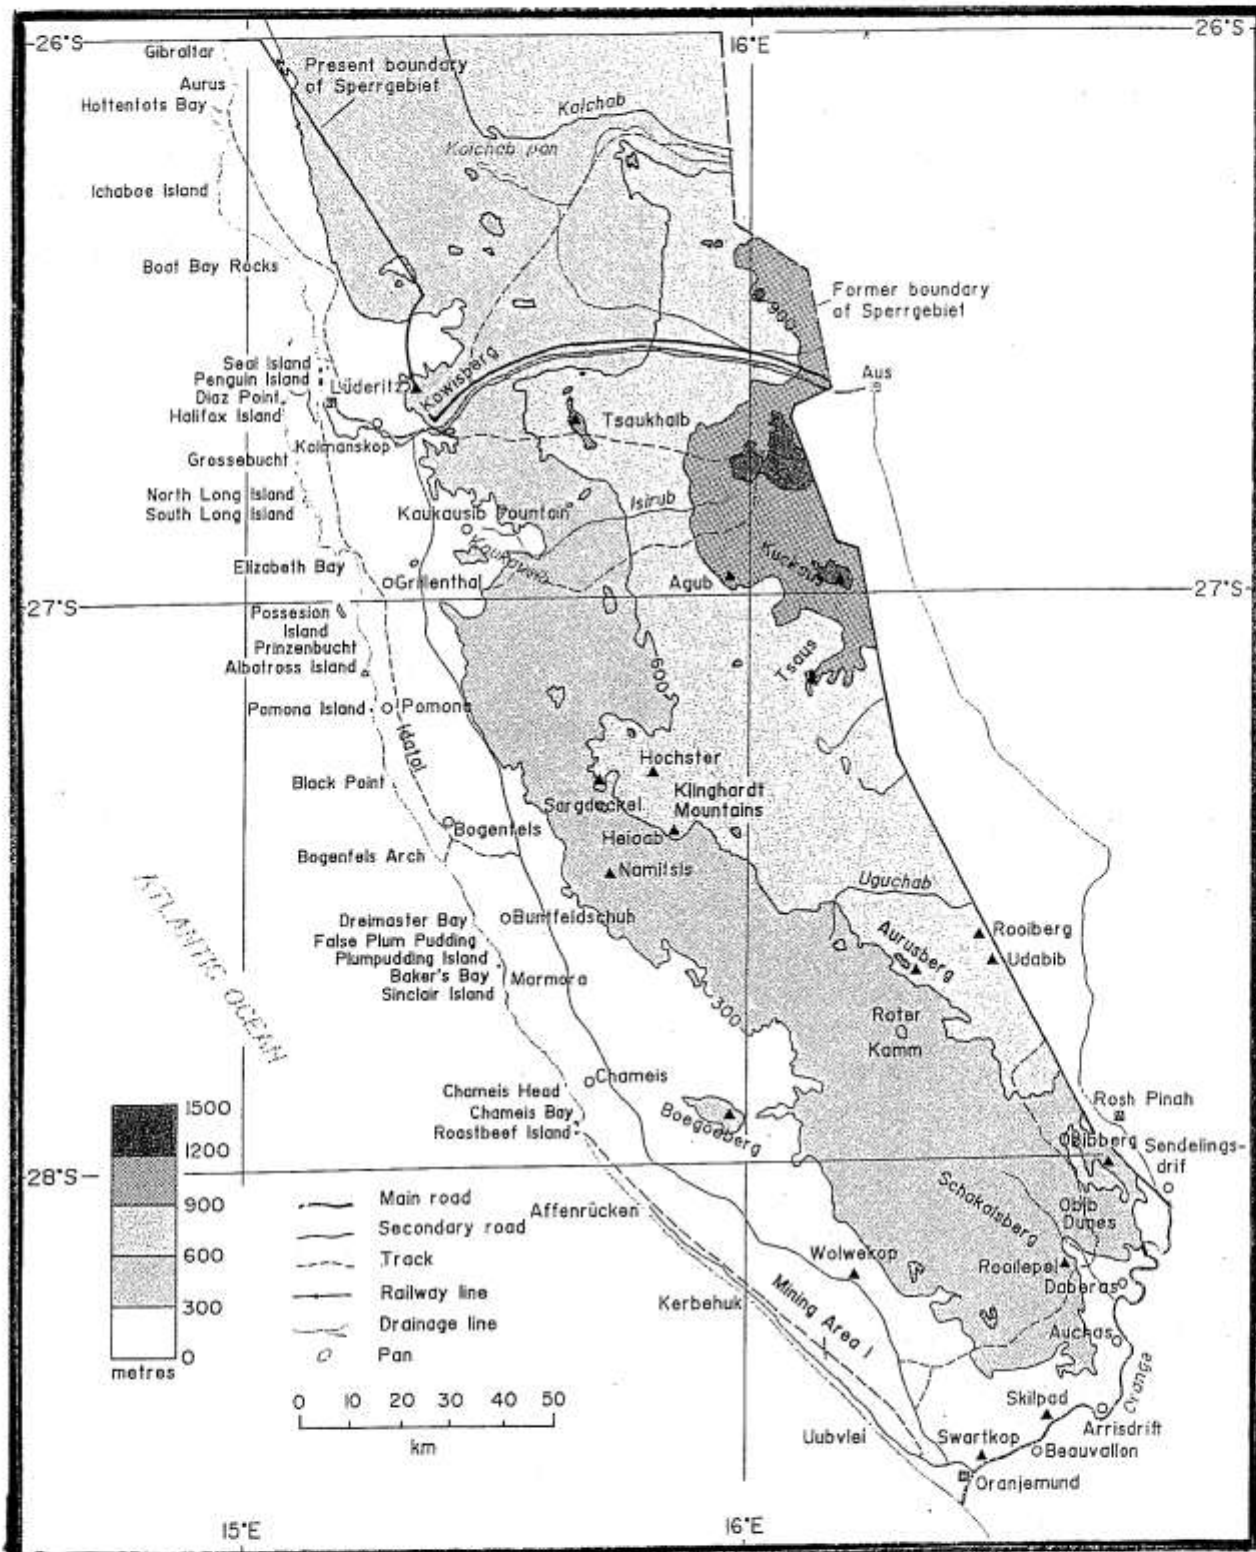 26°S
16°E
26°S
Gibraltar
Present boundary
of Sperrgebiet
Aurus
Hottentots Bay
Koichab
Koichab pan
Ichaboe Island
Boat Bay Rocks
Former boundary
of Sperrgebiet
900
Seal Island
Penguin Island
Diaz Point
Halifax Island
Lüderitz
Kowisberg
Aus
Tsaukhaib
Kolmanskop
Grossebucht
North Long Island
South Long Island
Isirub
Kaukausib Fountain
Kaukausib
Elizabeth Bay
Grillenthal
Agub
27°S
27°S
Possesion
Island
Prinzenbucht
Albatross Island
600
Tsaus
Pomona Island
Pomona
Idatal
Hochster
Black Point
Sargdeckel
Klinghardt
Mountains
Bogenfels
Heioab
Bogenfels Arch
Namitsis
Uguchab
ATLANTIC OCEAN
Dreimaster Bay
Buntfeldschuh
False Plum Pudding
Plumpudding Island
Baker's Bay
Sinclair Island
Marmora
Aurusberg
Rooiberg
Udabib
300
Roter
Kamm
Chameis
Chameis Head
Chameis Bay
Roastbeef Island
Boegoeberg
Rosh Pinah
Obibberg
Sendelings-
drif
1500
1200
900
600
300
0
metres
28°S
Main road
Secondary road
Track
Railway line
Drainage line
Pan
0 10 20 30 40 50
km
Affenrücken
Schakalsberg
Obib
Dunes
Wolwekop
Rooilepel
Daberas
Kerbehuk
Mining Area 1
Auchas
Orange
Skilpad
Arrisdrift
Uubvlei
Swartkop
Beauvallon
Oranjemund
15°E
16°E